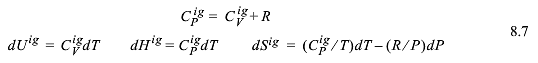 C_P^{ig} = C_V^{ig} + R
8.7
dU^{ig} = C_V^{ig}dT dH^{ig} = C_P^{ig}dT dS^{ig} = (C_P^{ig}/T)dT – (R/P)dP